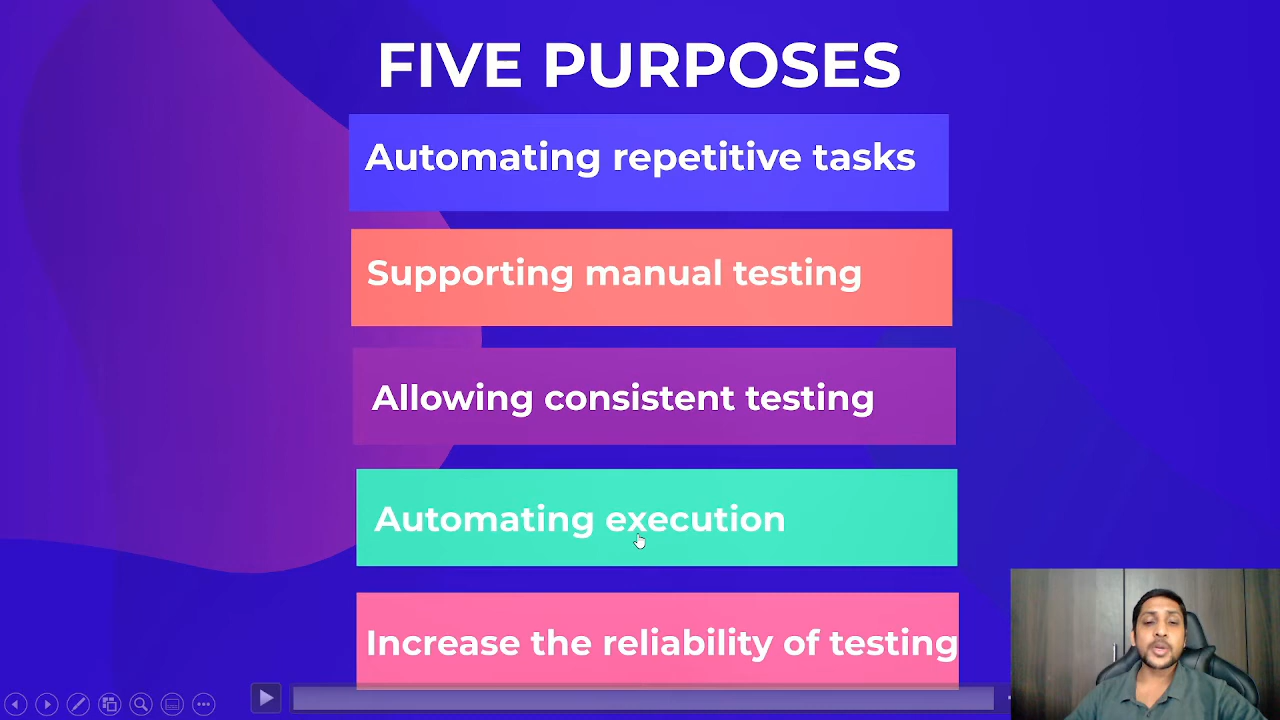 FIVE PURPOSES
Automating repetitive tasks
Supporting manual testing
Allowing consistent testing
Automating execution
Increase the reliability of testing